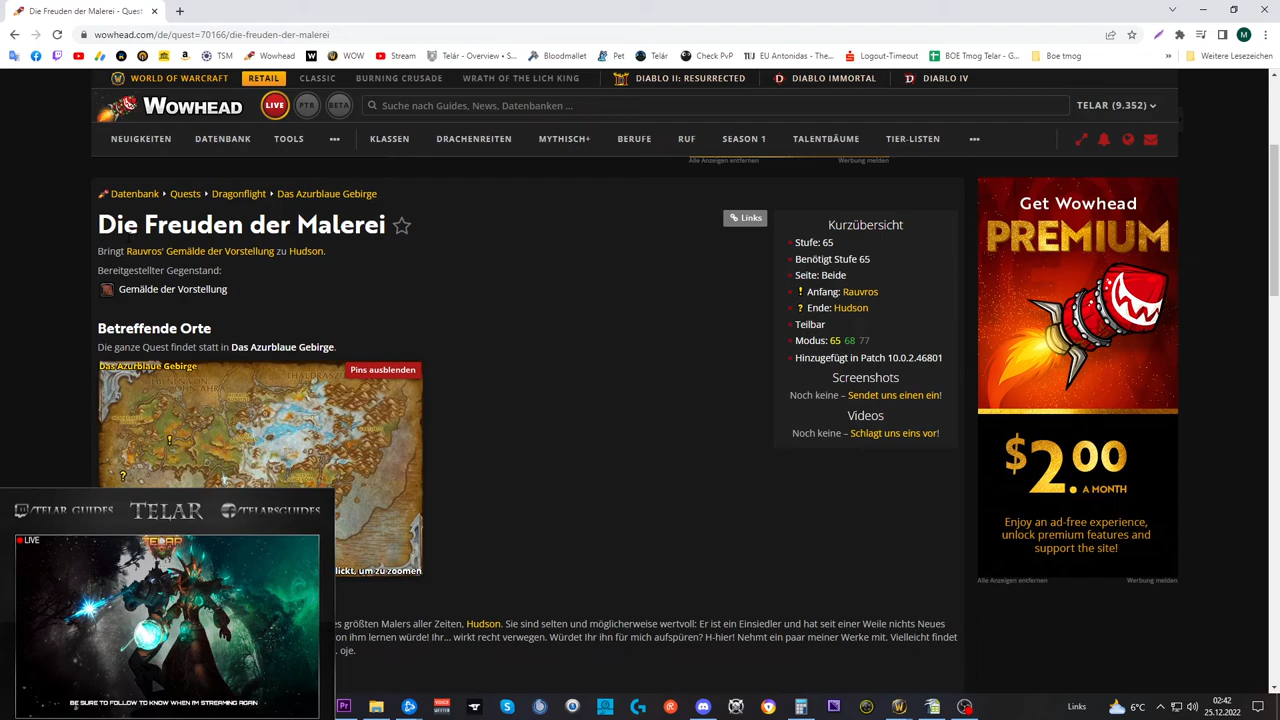 Die Freuden der Malerei - Quest
wowhead.com/de/quest=70166/die-freuden-der-malerei
TSM
WOW
Stream
Telár - Overview -...
Auktionen
Addonmallet
Pet
Telár
Check PvP
EU Antonidas - The...
Logout-Timeout
BOE Tmog Telar - G...
Boe tmog
Weitere Lesezeichen
WORLD OF WARCRAFT
RETAIL
CLASSIC
BURNING CRUSADE
WRATH OF THE LICH KING
DIABLO II: RESURRECTED
DIABLO IMMORTAL
DIABLO IV
WOWHEAD
LIVE
PTR
BETA
Suche nach Guides, News, Datenbanken ...
TELAR (9.352)
NEUIGKEITEN
DATENBANK
TOOLS
KLASSEN
DRACHENREITEN
MYTHISCH+
BERUFE
RUF
SEASON 1
TALENTBÄUME
TIER-LISTEN
Alle Anzeigen entfernen
Werbung melden
Datenbank
Quests
Dragonflight
Das Azurblaue Gebirge
Die Freuden der Malerei
Links
Bringt Rauvros' Gemälde der Vorstellung zu Hudson.
Bereitgestellter Gegenstand:
Gemälde der Vorstellung
Betreffende Orte
Die ganze Quest findet statt in Das Azurblaue Gebirge.
Das Azurblaue Gebirge
Pins ausblenden
lickt, um zu zoomen
Kurzübersicht
Stufe: 65
Benötigt Stufe 65
Seite: Beide
Anfang: Rauvros
Ende: Hudson
Teilbar
Modus: 65 68 77
Hinzugefügt in Patch 10.0.2.46801
Screenshots
Noch keine – Sendet uns einen ein!
Videos
Noch keine – Schlagt uns eins vor!
Get Wowhead
PREMIUM
$2.00
A MONTH
Enjoy an ad-free experience,
unlock premium features and
support the site!
Alle Anzeigen entfernen
Werbung melden
es größten Malers aller Zeiten, Hudson. Sie sind selten und möglicherweise wertvoll: Er ist ein Einsiedler und hat seit einer Weile nichts Neues
on ihm lernen würde! Ihr... wirkt recht verwegen. Würdet Ihr ihn für mich aufspüren? H-hier! Nehmt ein paar meiner Werke mit. Vielleicht findet
, oje.
/TELAR GUIDES
TELAR
/TELARSGUIDES
LIVE
TELAR
BE SURE TO FOLLOW TO KNOW WHEN I'M STREAMING AGAIN
Links
6°C
02:42
25.12.2022